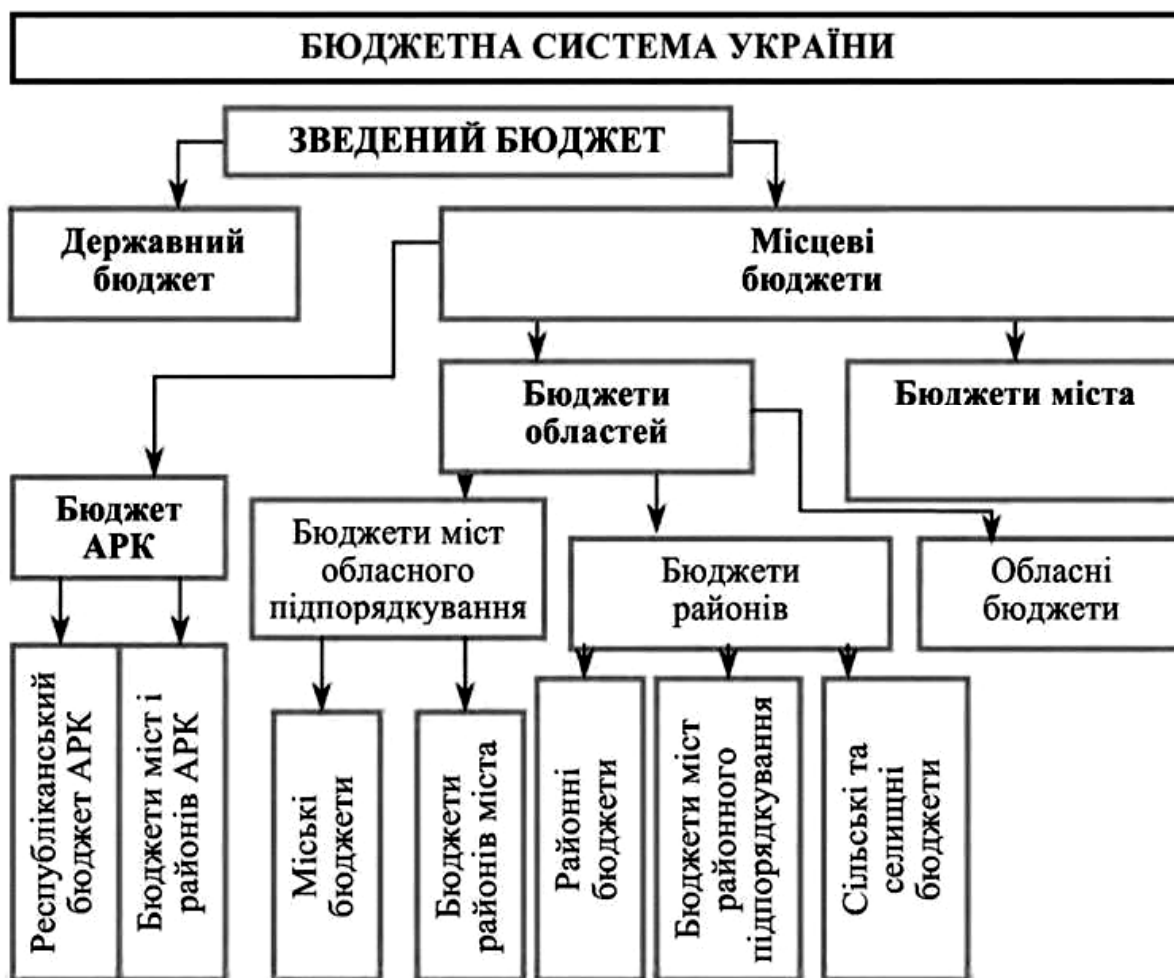 БЮДЖЕТНА СИСТЕМА УКРАЇНИ
ЗВЕДЕНИЙ БЮДЖЕТ
Державний
бюджет
Місцеві
бюджети
Бюджети
областей
Бюджети міста
Бюджет
АРК
Бюджети міст
обласного
підпорядкування
Бюджети
районів
Обласні
бюджети
Республіканський
бюджет АРК
Бюджети міст і
районів АРК
Міські
бюджети
Бюджети
районів міста
Районні
бюджети
Бюджети міст
районного
підпорядкування
Сільські та
селищні
бюджети